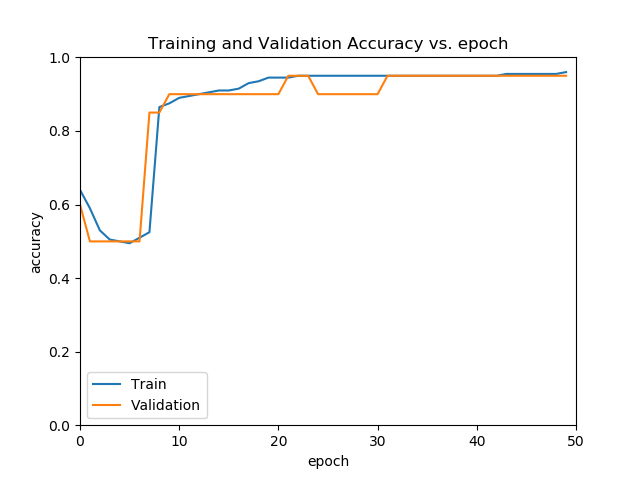 Training and Validation Accuracy vs. epoch
1.0
0.8
0.6
0.4
0.2
0.0
accuracy
Train
Validation
0 10 20 30 40 50
epoch